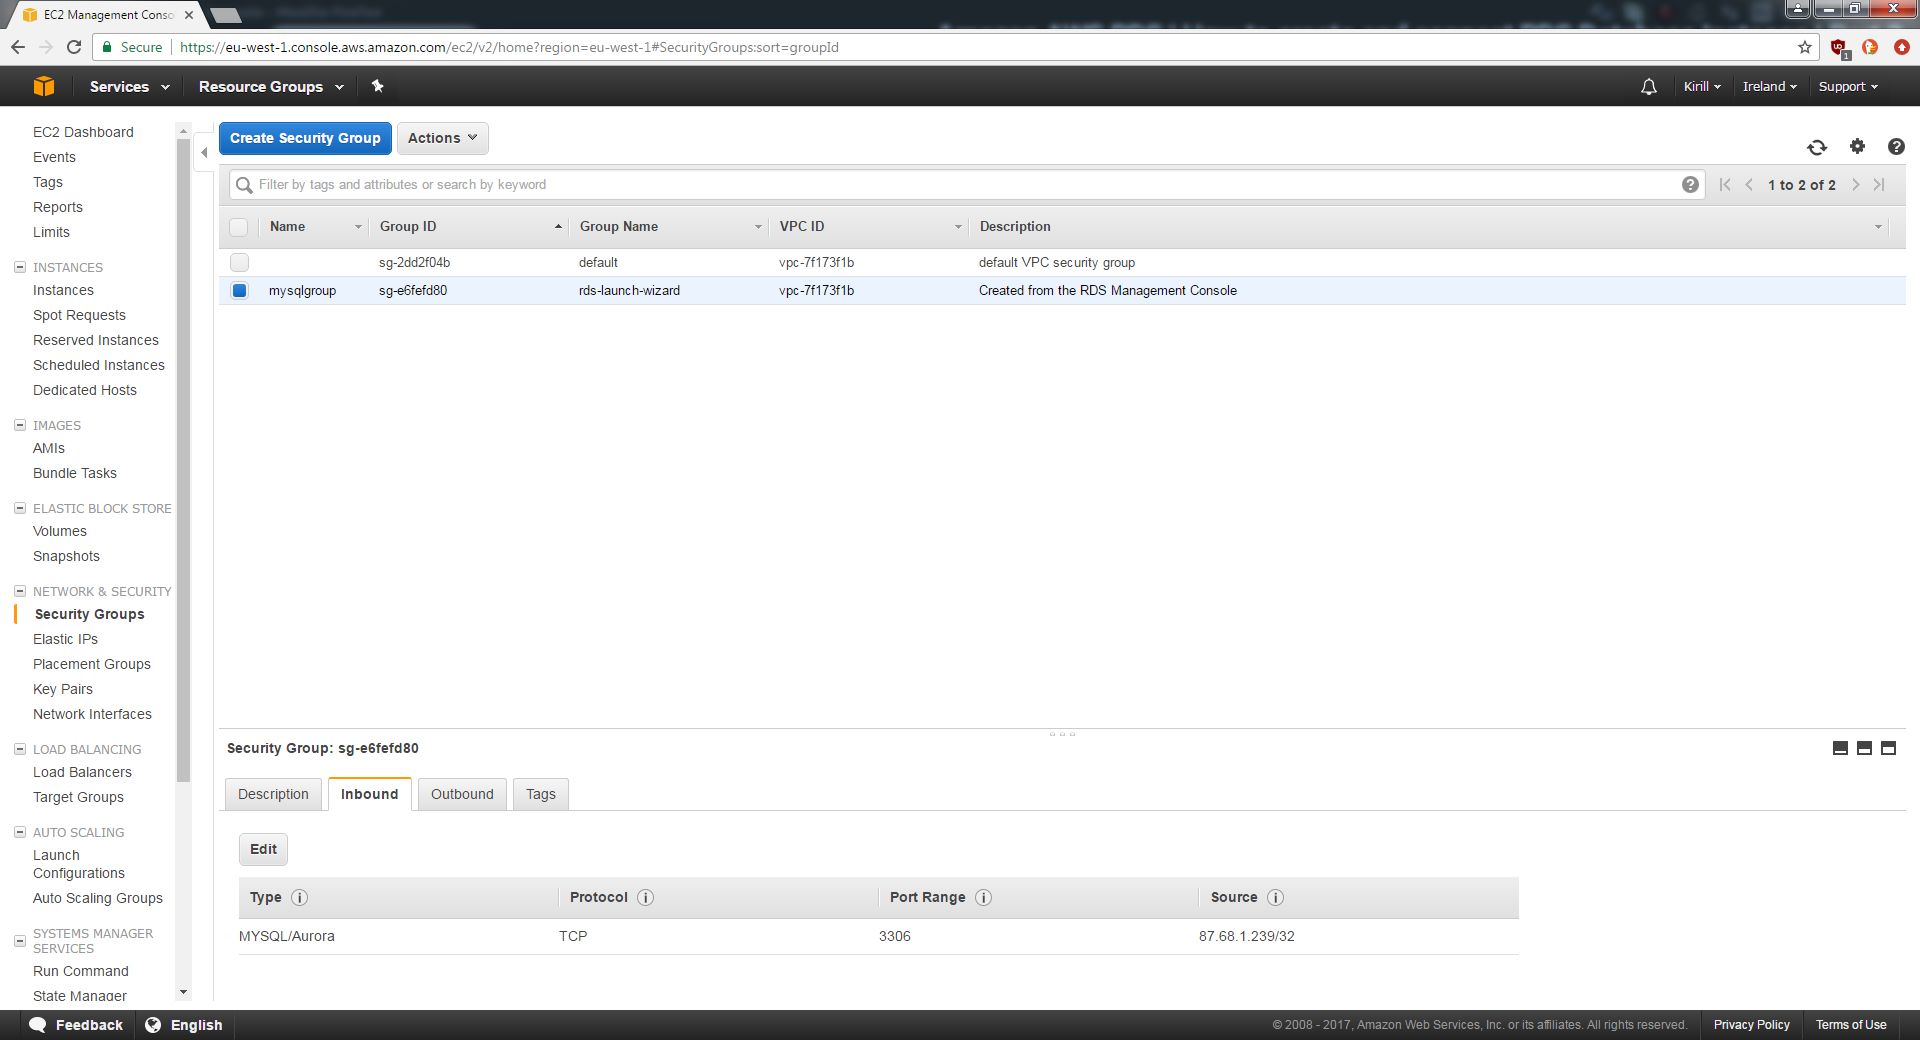 EC2 Management Conso
Secure
https://eu-west-1.console.aws.amazon.com/ec2/v2/home?region=eu-west-1#SecurityGroups:sort=groupId
1
Services
Resource Groups
Kirill
Ireland
Support
EC2 Dashboard
Events
Tags
Reports
Limits
INSTANCES
Instances
Spot Requests
Reserved Instances
Scheduled Instances
Dedicated Hosts
IMAGES
AMIs
Bundle Tasks
ELASTIC BLOCK STORE
Volumes
Snapshots
NETWORK & SECURITY
Security Groups
Elastic IPs
Placement Groups
Key Pairs
Network Interfaces
LOAD BALANCING
Load Balancers
Target Groups
AUTO SCALING
Launch
Configurations
Auto Scaling Groups
SYSTEMS MANAGER
SERVICES
Run Command
State Manager
Create Security Group
Actions
Filter by tags and attributes or search by keyword
1 to 2 of 2
Name Group ID Group Name VPC ID Description
sg-2dd2f04b default vpc-7f173f1b default VPC security group
mysqlgroup sg-e6fefd80 rds-launch-wizard vpc-7f173f1b Created from the RDS Management Console
Security Group: sg-e6fefd80
Description Inbound Outbound Tags
Edit
Type Protocol Port Range Source
MYSQL/Aurora TCP 3306 87.68.1.239/32
Feedback
English
© 2008 - 2017, Amazon Web Services, Inc. or its affiliates. All rights reserved.
Privacy Policy
Terms of Use